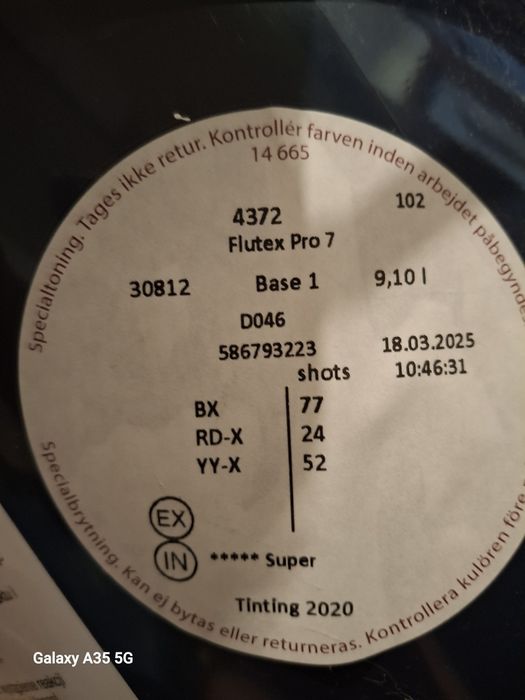 Specialtoning. Tages ikke retur. Kontrollér farven inden arbejdet påbegyndes
14 665
102
4372
Flutex Pro 7
30812 Base 1 9,10 l
D046
586793223 18.03.2025
shots 10:46:31
BX 77
RD-X 24
YY-X 52
EX
IN ***** Super
Tinting 2020
Specialbrytning. Kan ej bytas eller returneras. Kontrollera kulören före
Galaxy A35 5G